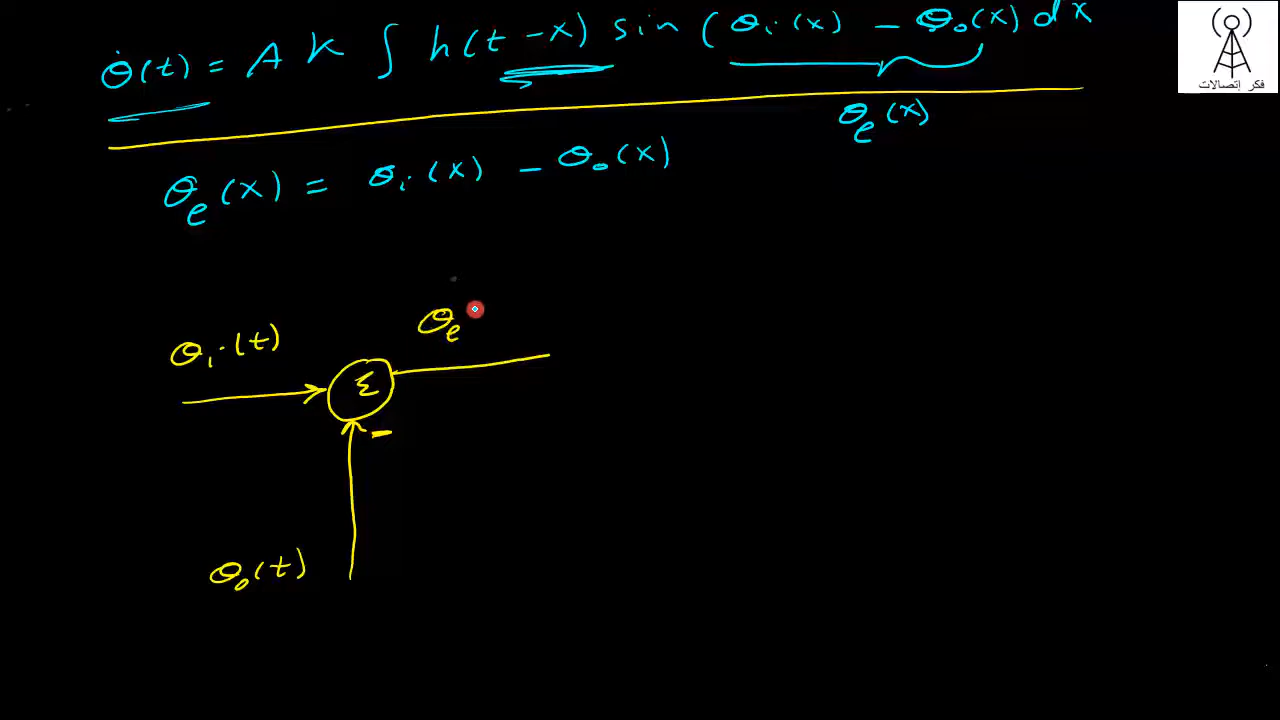 θ̇(t) = A K ∫ h(t - x) sin (θi(x) - θo(x) dx
θe(x)
θe(x) = θi(x) - θo(x)
θe
θi(t)
Σ
-
θo(t)
فكر إتصالات